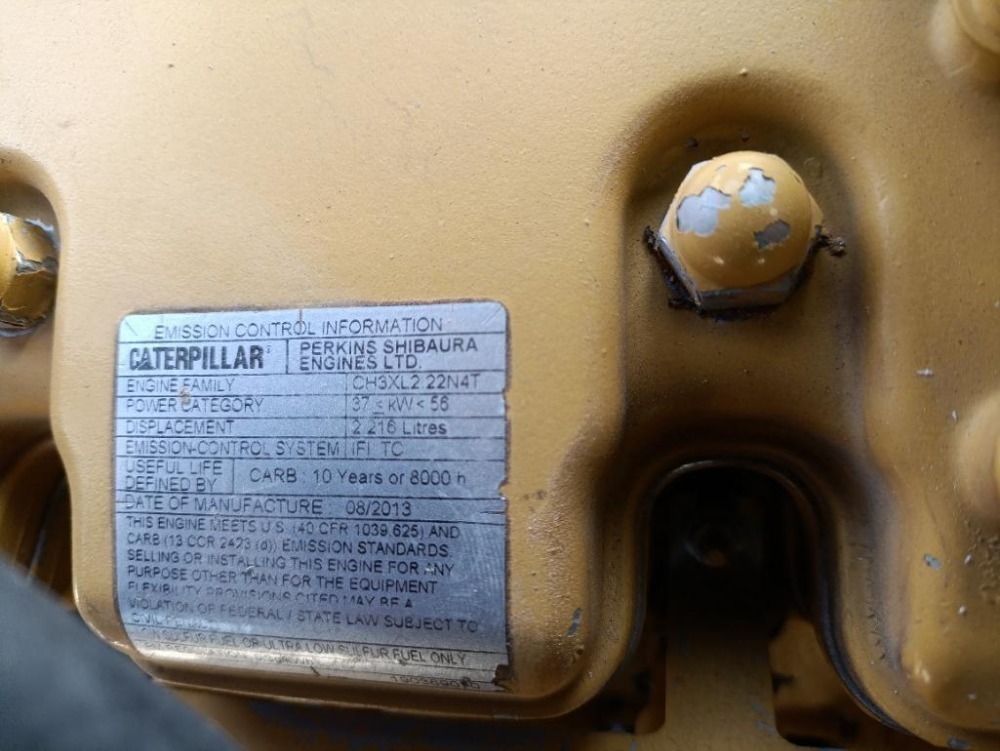 EMISSION CONTROL INFORMATION
CATERPILLAR
PERKINS SHIBAURA
ENGINES LTD.
ENGINE FAMILY CH3XL2.22N4T
POWER CATEGORY 37 ≤ kW < 56
DISPLACEMENT 2.216 Litres
EMISSION-CONTROL SYSTEM IFI TC
USEFUL LIFE
DEFINED BY
CARB : 10 Years or 8000 h
DATE OF MANUFACTURE : 08/2013
THIS ENGINE MEETS U.S. (40 CFR 1039.625) AND
CARB (13 CCR 2423 (d)) EMISSION STANDARDS.
SELLING OR INSTALLING THIS ENGINE FOR ANY
PURPOSE OTHER THAN FOR THE EQUIPMENT
FLEXIBILITY PROVISIONS CITED MAY BE A
VIOLATION OF FEDERAL / STATE LAW SUBJECT TO
CIVIL
SULFUR FUEL OR ULTRA LOW SULFUR FUEL ONLY